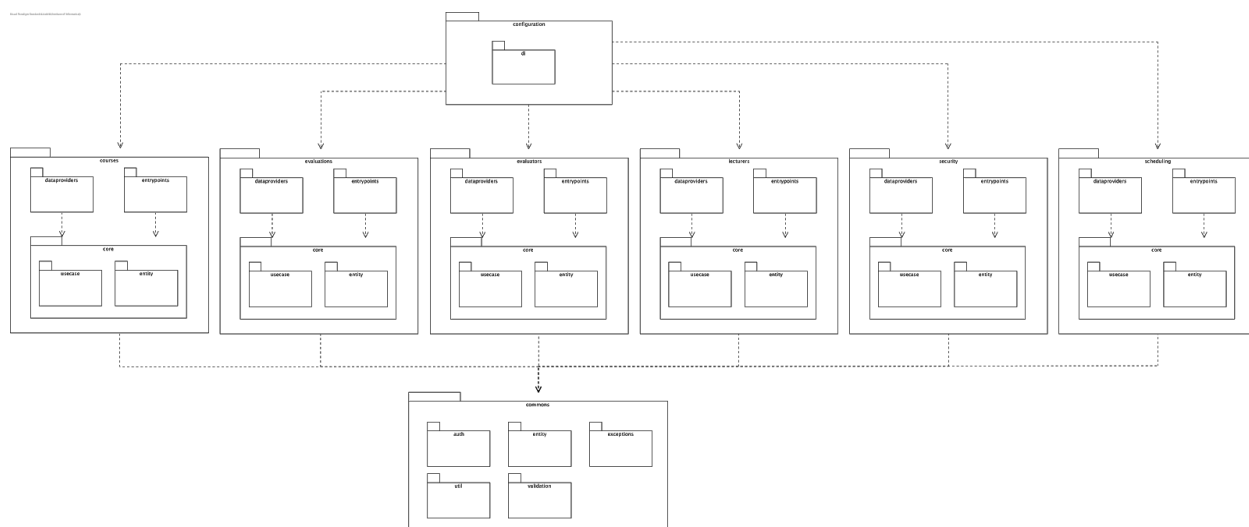 configuration
di
courses
dataproviders
entrypoints
core
usecase
entity
evaluations
dataproviders
entrypoints
core
usecase
entity
evaluators
dataproviders
entrypoints
core
usecase
entity
lecturers
dataproviders
entrypoints
core
usecase
entity
security
dataproviders
entrypoints
core
usecase
entity
scheduling
dataproviders
entrypoints
core
usecase
entity
commons
auth
entity
exceptions
util
validation